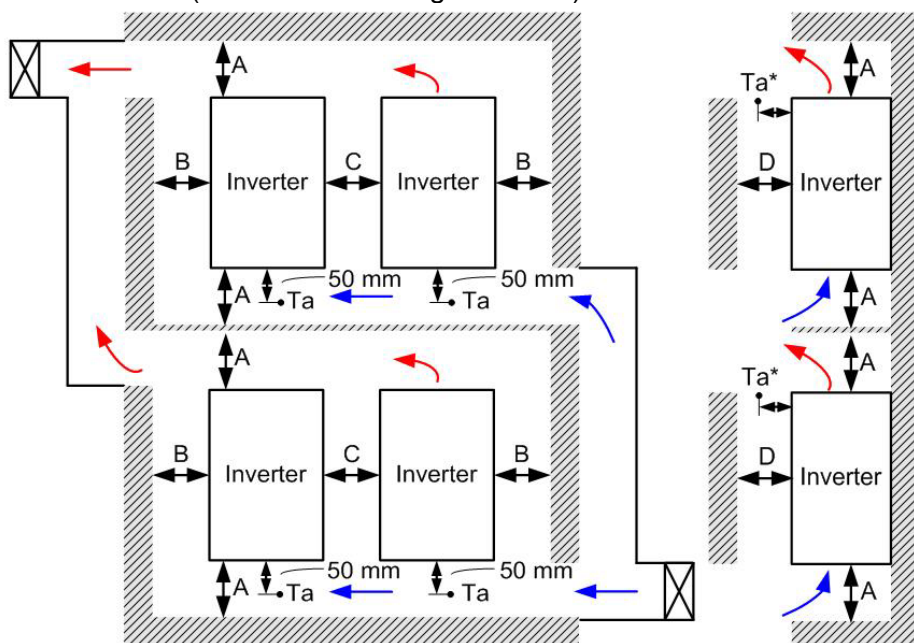 A A
Ta*
B C B D
Inverter Inverter Inverter
50 mm 50 mm
A Ta Ta A
A A
Ta*
B C B D
Inverter Inverter Inverter
50 mm 50 mm
A Ta Ta A